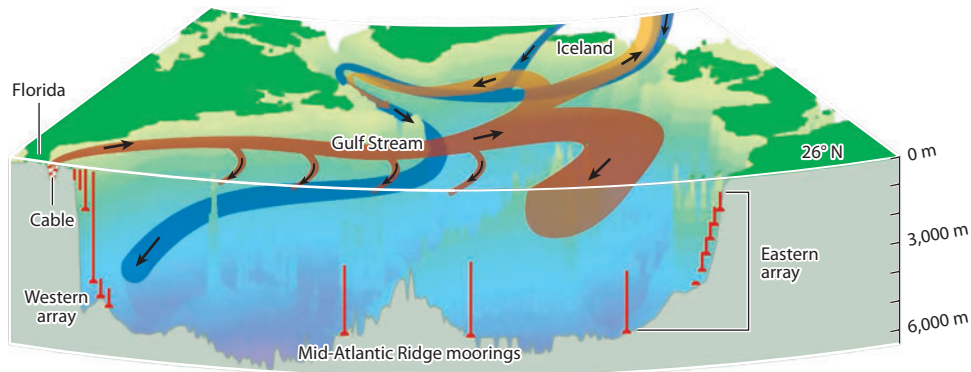 Iceland
Florida
Gulf Stream
26° N
0 m
Cable
3,000 m
Eastern
array
Western
array
6,000 m
Mid-Atlantic Ridge moorings